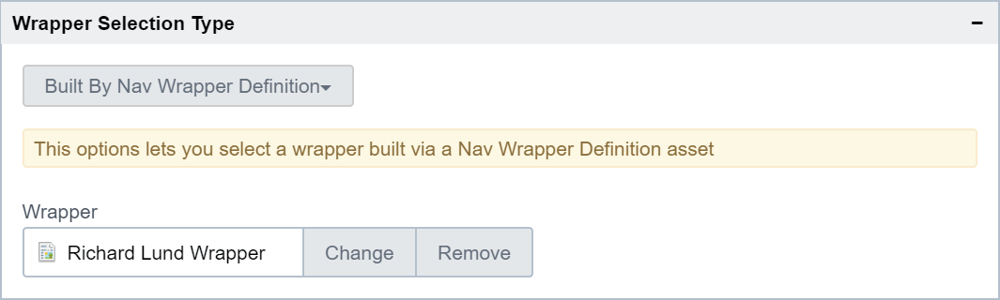 Wrapper Selection Type
Built By Nav Wrapper Definition
This options lets you select a wrapper built via a Nav Wrapper Definition asset
Wrapper
Richard Lund Wrapper Change Remove